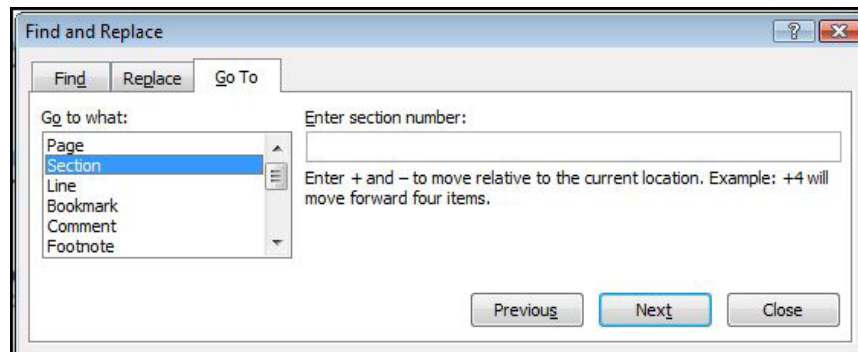 Find and Replace
Find Replace Go To
Go to what:
Page
Section
Line
Bookmark
Comment
Footnote
Enter section number:
Enter + and – to move relative to the current location. Example: +4 will
move forward four items.
Previous Next Close